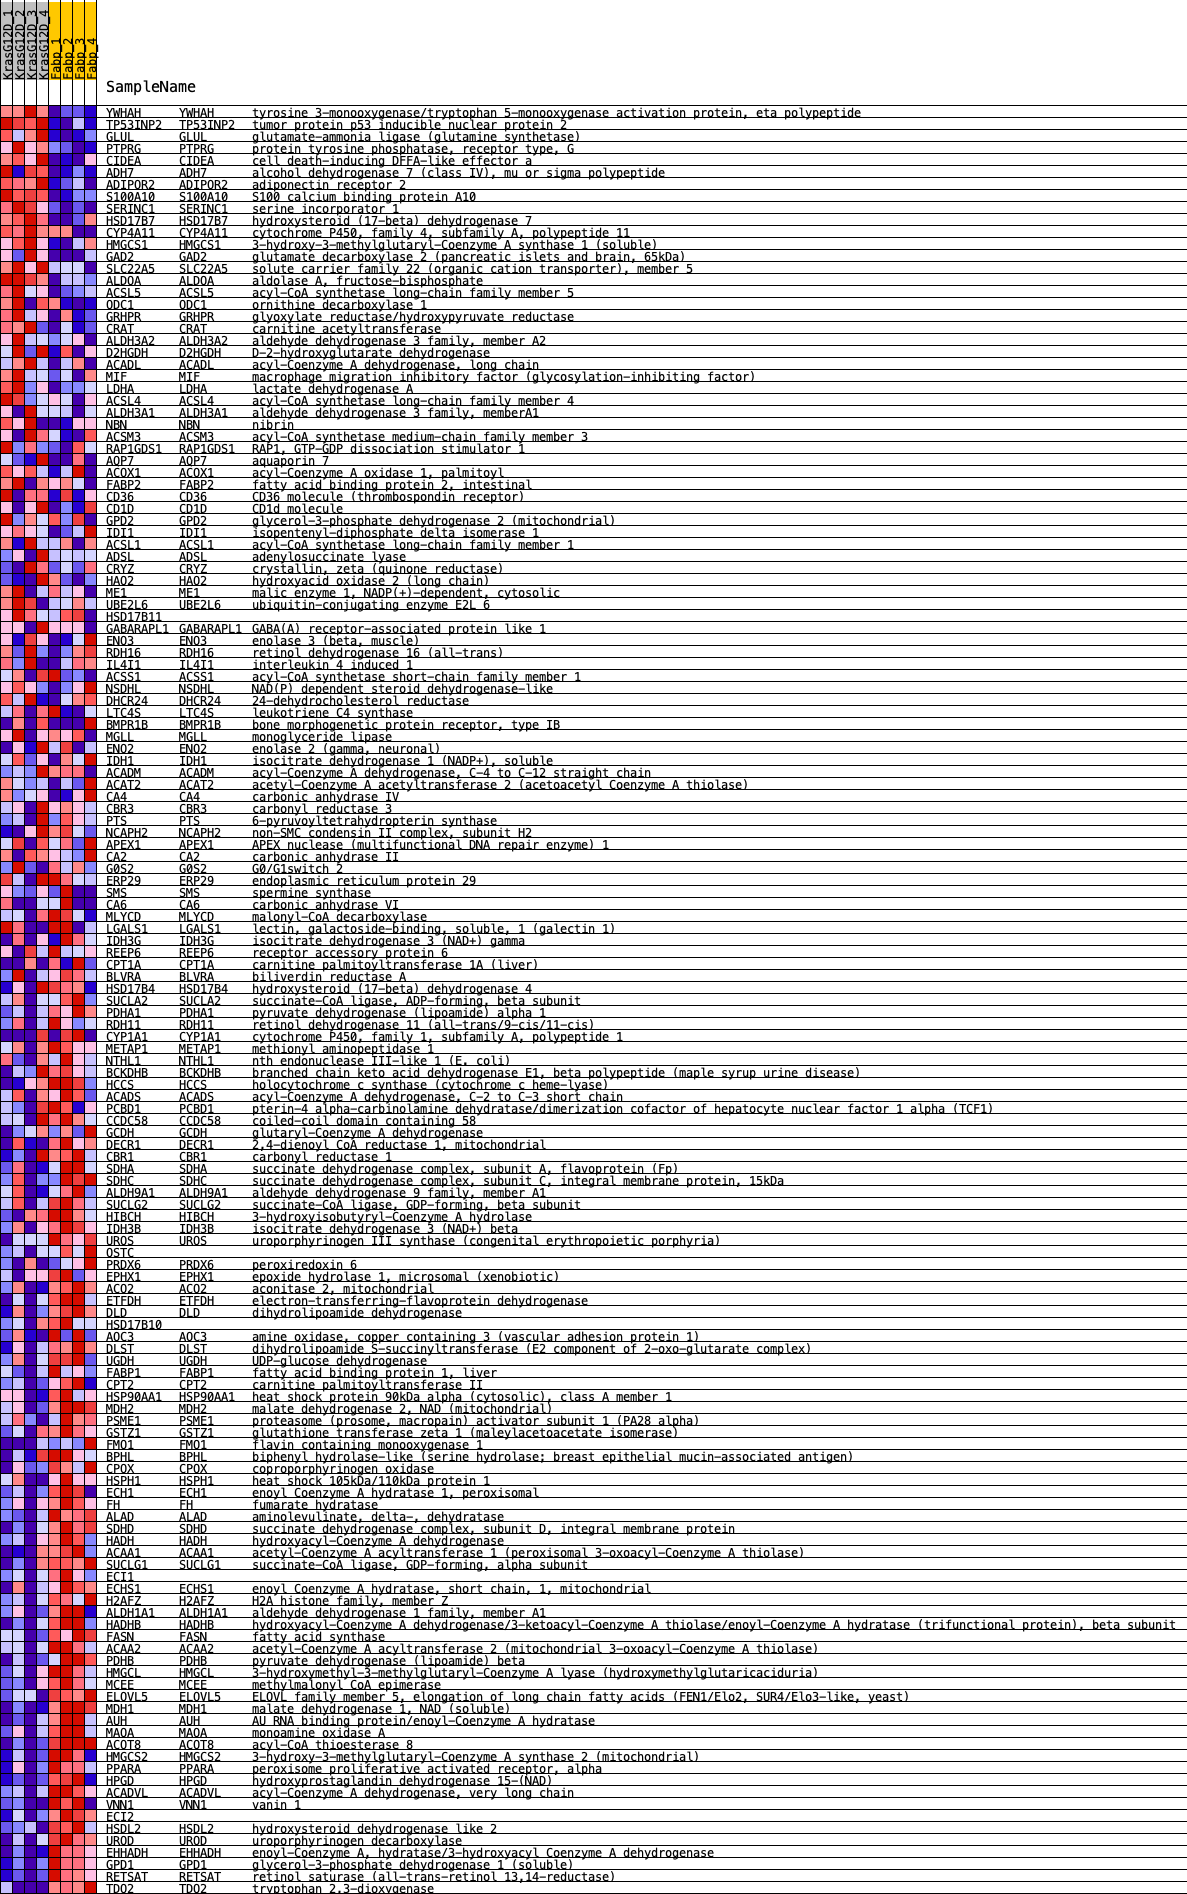 KrasG12D_1
KrasG12D_2
KrasG12D_3
KrasG12D_4
Fabp_1
Fabp_2
Fabp_3
Fabp_4
SampleName
YWHAH YWHAH tyrosine 3-monooxygenase/tryptophan 5-monooxygenase activation protein, eta polypeptide
TP53INP2 TP53INP2 tumor protein p53 inducible nuclear protein 2
GLUL GLUL glutamate-ammonia ligase (glutamine synthetase)
PTPRG PTPRG protein tyrosine phosphatase, receptor type, G
CIDEA CIDEA cell death-inducing DFFA-like effector a
ADH7 ADH7 alcohol dehydrogenase 7 (class IV), mu or sigma polypeptide
ADIPOR2 ADIPOR2 adiponectin receptor 2
S100A10 S100A10 S100 calcium binding protein A10
SERINC1 SERINC1 serine incorporator 1
HSD17B7 HSD17B7 hydroxysteroid (17-beta) dehydrogenase 7
CYP4A11 CYP4A11 cytochrome P450, family 4, subfamily A, polypeptide 11
HMGCS1 HMGCS1 3-hydroxy-3-methylglutaryl-Coenzyme A synthase 1 (soluble)
GAD2 GAD2 glutamate decarboxylase 2 (pancreatic islets and brain, 65kDa)
SLC22A5 SLC22A5 solute carrier family 22 (organic cation transporter), member 5
ALDOA ALDOA aldolase A, fructose-bisphosphate
ACSL5 ACSL5 acyl-CoA synthetase long-chain family member 5
ODC1 ODC1 ornithine decarboxylase 1
GRHPR GRHPR glyoxylate reductase/hydroxypyruvate reductase
CRAT CRAT carnitine acetyltransferase
ALDH3A2 ALDH3A2 aldehyde dehydrogenase 3 family, member A2
D2HGDH D2HGDH D-2-hydroxyglutarate dehydrogenase
ACADL ACADL acyl-Coenzyme A dehydrogenase, long chain
MIF MIF macrophage migration inhibitory factor (glycosylation-inhibiting factor)
LDHA LDHA lactate dehydrogenase A
ACSL4 ACSL4 acyl-CoA synthetase long-chain family member 4
ALDH3A1 ALDH3A1 aldehyde dehydrogenase 3 family, memberA1
NBN NBN nibrin
ACSM3 ACSM3 acyl-CoA synthetase medium-chain family member 3
RAP1GDS1 RAP1GDS1 RAP1, GTP-GDP dissociation stimulator 1
AQP7 AQP7 aquaporin 7
ACOX1 ACOX1 acyl-Coenzyme A oxidase 1, palmitoyl
FABP2 FABP2 fatty acid binding protein 2, intestinal
CD36 CD36 CD36 molecule (thrombospondin receptor)
CD1D CD1D CD1d molecule
GPD2 GPD2 glycerol-3-phosphate dehydrogenase 2 (mitochondrial)
IDI1 IDI1 isopentenyl-diphosphate delta isomerase 1
ACSL1 ACSL1 acyl-CoA synthetase long-chain family member 1
ADSL ADSL adenylosuccinate lyase
CRYZ CRYZ crystallin, zeta (quinone reductase)
HAO2 HAO2 hydroxyacid oxidase 2 (long chain)
ME1 ME1 malic enzyme 1, NADP(+)-dependent, cytosolic
UBE2L6 UBE2L6 ubiquitin-conjugating enzyme E2L 6
HSD17B11
GABARAPL1 GABARAPL1 GABA(A) receptor-associated protein like 1
ENO3 ENO3 enolase 3 (beta, muscle)
RDH16 RDH16 retinol dehydrogenase 16 (all-trans)
IL4I1 IL4I1 interleukin 4 induced 1
ACSS1 ACSS1 acyl-CoA synthetase short-chain family member 1
NSDHL NSDHL NAD(P) dependent steroid dehydrogenase-like
DHCR24 DHCR24 24-dehydrocholesterol reductase
LTC4S LTC4S leukotriene C4 synthase
BMPR1B BMPR1B bone morphogenetic protein receptor, type IB
MGLL MGLL monoglyceride lipase
ENO2 ENO2 enolase 2 (gamma, neuronal)
IDH1 IDH1 isocitrate dehydrogenase 1 (NADP+), soluble
ACADM ACADM acyl-Coenzyme A dehydrogenase, C-4 to C-12 straight chain
ACAT2 ACAT2 acetyl-Coenzyme A acetyltransferase 2 (acetoacetyl Coenzyme A thiolase)
CA4 CA4 carbonic anhydrase IV
CBR3 CBR3 carbonyl reductase 3
PTS PTS 6-pyruvoyltetrahydropterin synthase
NCAPH2 NCAPH2 non-SMC condensin II complex, subunit H2
APEX1 APEX1 APEX nuclease (multifunctional DNA repair enzyme) 1
CA2 CA2 carbonic anhydrase II
G0S2 G0S2 G0/G1switch 2
ERP29 ERP29 endoplasmic reticulum protein 29
SMS SMS spermine synthase
CA6 CA6 carbonic anhydrase VI
MLYCD MLYCD malonyl-CoA decarboxylase
LGALS1 LGALS1 lectin, galactoside-binding, soluble, 1 (galectin 1)
IDH3G IDH3G isocitrate dehydrogenase 3 (NAD+) gamma
REEP6 REEP6 receptor accessory protein 6
CPT1A CPT1A carnitine palmitoyltransferase 1A (liver)
BLVRA BLVRA biliverdin reductase A
HSD17B4 HSD17B4 hydroxysteroid (17-beta) dehydrogenase 4
SUCLA2 SUCLA2 succinate-CoA ligase, ADP-forming, beta subunit
PDHA1 PDHA1 pyruvate dehydrogenase (lipoamide) alpha 1
RDH11 RDH11 retinol dehydrogenase 11 (all-trans/9-cis/11-cis)
CYP1A1 CYP1A1 cytochrome P450, family 1, subfamily A, polypeptide 1
METAP1 METAP1 methionyl aminopeptidase 1
NTHL1 NTHL1 nth endonuclease III-like 1 (E. coli)
BCKDHB BCKDHB branched chain keto acid dehydrogenase E1, beta polypeptide (maple syrup urine disease)
HCCS HCCS holocytochrome c synthase (cytochrome c heme-lyase)
ACADS ACADS acyl-Coenzyme A dehydrogenase, C-2 to C-3 short chain
PCBD1 PCBD1 pterin-4 alpha-carbinolamine dehydratase/dimerization cofactor of hepatocyte nuclear factor 1 alpha (TCF1)
CCDC58 CCDC58 coiled-coil domain containing 58
GCDH GCDH glutaryl-Coenzyme A dehydrogenase
DECR1 DECR1 2,4-dienoyl CoA reductase 1, mitochondrial
CBR1 CBR1 carbonyl reductase 1
SDHA SDHA succinate dehydrogenase complex, subunit A, flavoprotein (Fp)
SDHC SDHC succinate dehydrogenase complex, subunit C, integral membrane protein, 15kDa
ALDH9A1 ALDH9A1 aldehyde dehydrogenase 9 family, member A1
SUCLG2 SUCLG2 succinate-CoA ligase, GDP-forming, beta subunit
HIBCH HIBCH 3-hydroxyisobutyryl-Coenzyme A hydrolase
IDH3B IDH3B isocitrate dehydrogenase 3 (NAD+) beta
UROS UROS uroporphyrinogen III synthase (congenital erythropoietic porphyria)
OSTC
PRDX6 PRDX6 peroxiredoxin 6
EPHX1 EPHX1 epoxide hydrolase 1, microsomal (xenobiotic)
ACO2 ACO2 aconitase 2, mitochondrial
ETFDH ETFDH electron-transferring-flavoprotein dehydrogenase
DLD DLD dihydrolipoamide dehydrogenase
HSD17B10
AOC3 AOC3 amine oxidase, copper containing 3 (vascular adhesion protein 1)
DLST DLST dihydrolipoamide S-succinyltransferase (E2 component of 2-oxo-glutarate complex)
UGDH UGDH UDP-glucose dehydrogenase
FABP1 FABP1 fatty acid binding protein 1, liver
CPT2 CPT2 carnitine palmitoyltransferase II
HSP90AA1 HSP90AA1 heat shock protein 90kDa alpha (cytosolic), class A member 1
MDH2 MDH2 malate dehydrogenase 2, NAD (mitochondrial)
PSME1 PSME1 proteasome (prosome, macropain) activator subunit 1 (PA28 alpha)
GSTZ1 GSTZ1 glutathione transferase zeta 1 (maleylacetoacetate isomerase)
FMO1 FMO1 flavin containing monooxygenase 1
BPHL BPHL biphenyl hydrolase-like (serine hydrolase; breast epithelial mucin-associated antigen)
CPOX CPOX coproporphyrinogen oxidase
HSPH1 HSPH1 heat shock 105kDa/110kDa protein 1
ECH1 ECH1 enoyl Coenzyme A hydratase 1, peroxisomal
FH FH fumarate hydratase
ALAD ALAD aminolevulinate, delta-, dehydratase
SDHD SDHD succinate dehydrogenase complex, subunit D, integral membrane protein
HADH HADH hydroxyacyl-Coenzyme A dehydrogenase
ACAA1 ACAA1 acetyl-Coenzyme A acyltransferase 1 (peroxisomal 3-oxoacyl-Coenzyme A thiolase)
SUCLG1 SUCLG1 succinate-CoA ligase, GDP-forming, alpha subunit
ECI1
ECHS1 ECHS1 enoyl Coenzyme A hydratase, short chain, 1, mitochondrial
H2AFZ H2AFZ H2A histone family, member Z
ALDH1A1 ALDH1A1 aldehyde dehydrogenase 1 family, member A1
HADHB HADHB hydroxyacyl-Coenzyme A dehydrogenase/3-ketoacyl-Coenzyme A thiolase/enoyl-Coenzyme A hydratase (trifunctional protein), beta subunit
FASN FASN fatty acid synthase
ACAA2 ACAA2 acetyl-Coenzyme A acyltransferase 2 (mitochondrial 3-oxoacyl-Coenzyme A thiolase)
PDHB PDHB pyruvate dehydrogenase (lipoamide) beta
HMGCL HMGCL 3-hydroxymethyl-3-methylglutaryl-Coenzyme A lyase (hydroxymethylglutaricaciduria)
MCEE MCEE methylmalonyl CoA epimerase
ELOVL5 ELOVL5 ELOVL family member 5, elongation of long chain fatty acids (FEN1/Elo2, SUR4/Elo3-like, yeast)
MDH1 MDH1 malate dehydrogenase 1, NAD (soluble)
AUH AUH AU RNA binding protein/enoyl-Coenzyme A hydratase
MAOA MAOA monoamine oxidase A
ACOT8 ACOT8 acyl-CoA thioesterase 8
HMGCS2 HMGCS2 3-hydroxy-3-methylglutaryl-Coenzyme A synthase 2 (mitochondrial)
PPARA PPARA peroxisome proliferative activated receptor, alpha
HPGD HPGD hydroxyprostaglandin dehydrogenase 15-(NAD)
ACADVL ACADVL acyl-Coenzyme A dehydrogenase, very long chain
VNN1 VNN1 vanin 1
ECI2
HSDL2 HSDL2 hydroxysteroid dehydrogenase like 2
UROD UROD uroporphyrinogen decarboxylase
EHHADH EHHADH enoyl-Coenzyme A, hydratase/3-hydroxyacyl Coenzyme A dehydrogenase
GPD1 GPD1 glycerol-3-phosphate dehydrogenase 1 (soluble)
RETSAT RETSAT retinol saturase (all-trans-retinol 13,14-reductase)
TDO2 TDO2 tryptophan 2,3-dioxygenase